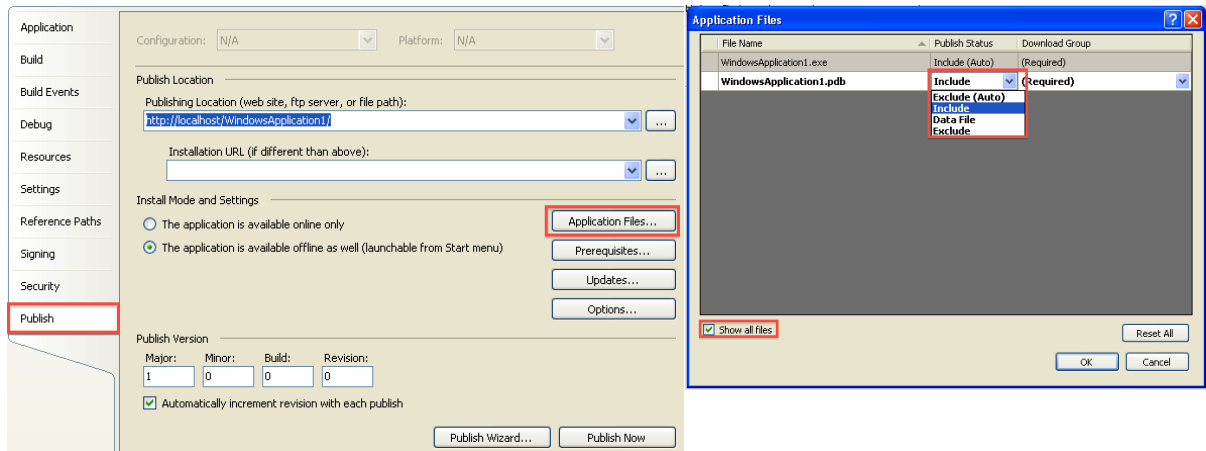 Application
Build
Build Events
Debug
Resources
Settings
Reference Paths
Signing
Security
Publish
Configuration: N/A Platform: N/A
Publish Location
Publishing Location (web site, ftp server, or file path):
http://localhost/WindowsApplication1/
...
Installation URL (if different than above):
...
Install Mode and Settings
The application is available online only
The application is available offline as well (launchable from Start menu)
Application Files...
Prerequisites...
Updates...
Options...
Publish Version
Major: Minor: Build: Revision:
1 0 0 0
Automatically increment revision with each publish
Publish Wizard... Publish Now
Application Files
File Name Publish Status Download Group
WindowsApplication1.exe Include (Auto) (Required)
WindowsApplication1.pdb Include (Required)
Exclude (Auto)
Include
Data File
Exclude
Show all files
Reset All
OK Cancel